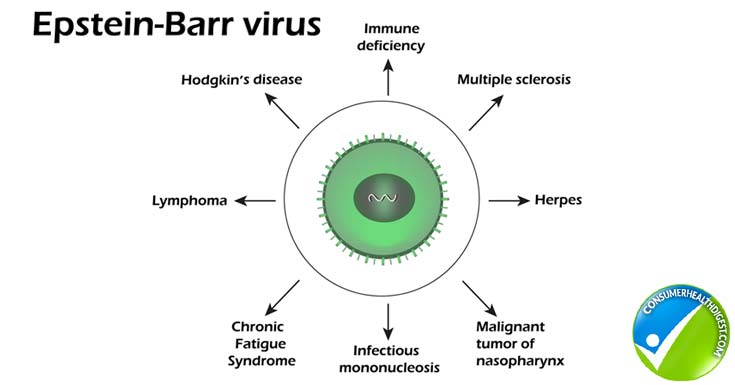 Epstein-Barr virus
Immune
deficiency
Hodgkin's disease
Multiple sclerosis
Lymphoma
Herpes
Chronic
Fatigue
Syndrome
Infectious
mononucleosis
Malignant
tumor of
nasopharynx
CONSUMERHEALTHDIGEST.COM